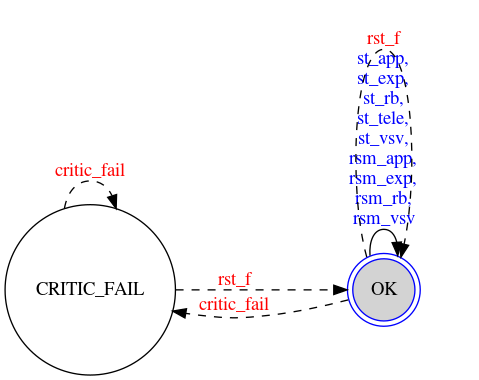 rst_f
st_app,
st_exp,
st_rb,
st_tele,
st_vsv,
rsm_app,
rsm_exp,
rsm_rb,
rsm_vsv
critic_fail
CRITIC_FAIL
rst_f
critic_fail
OK